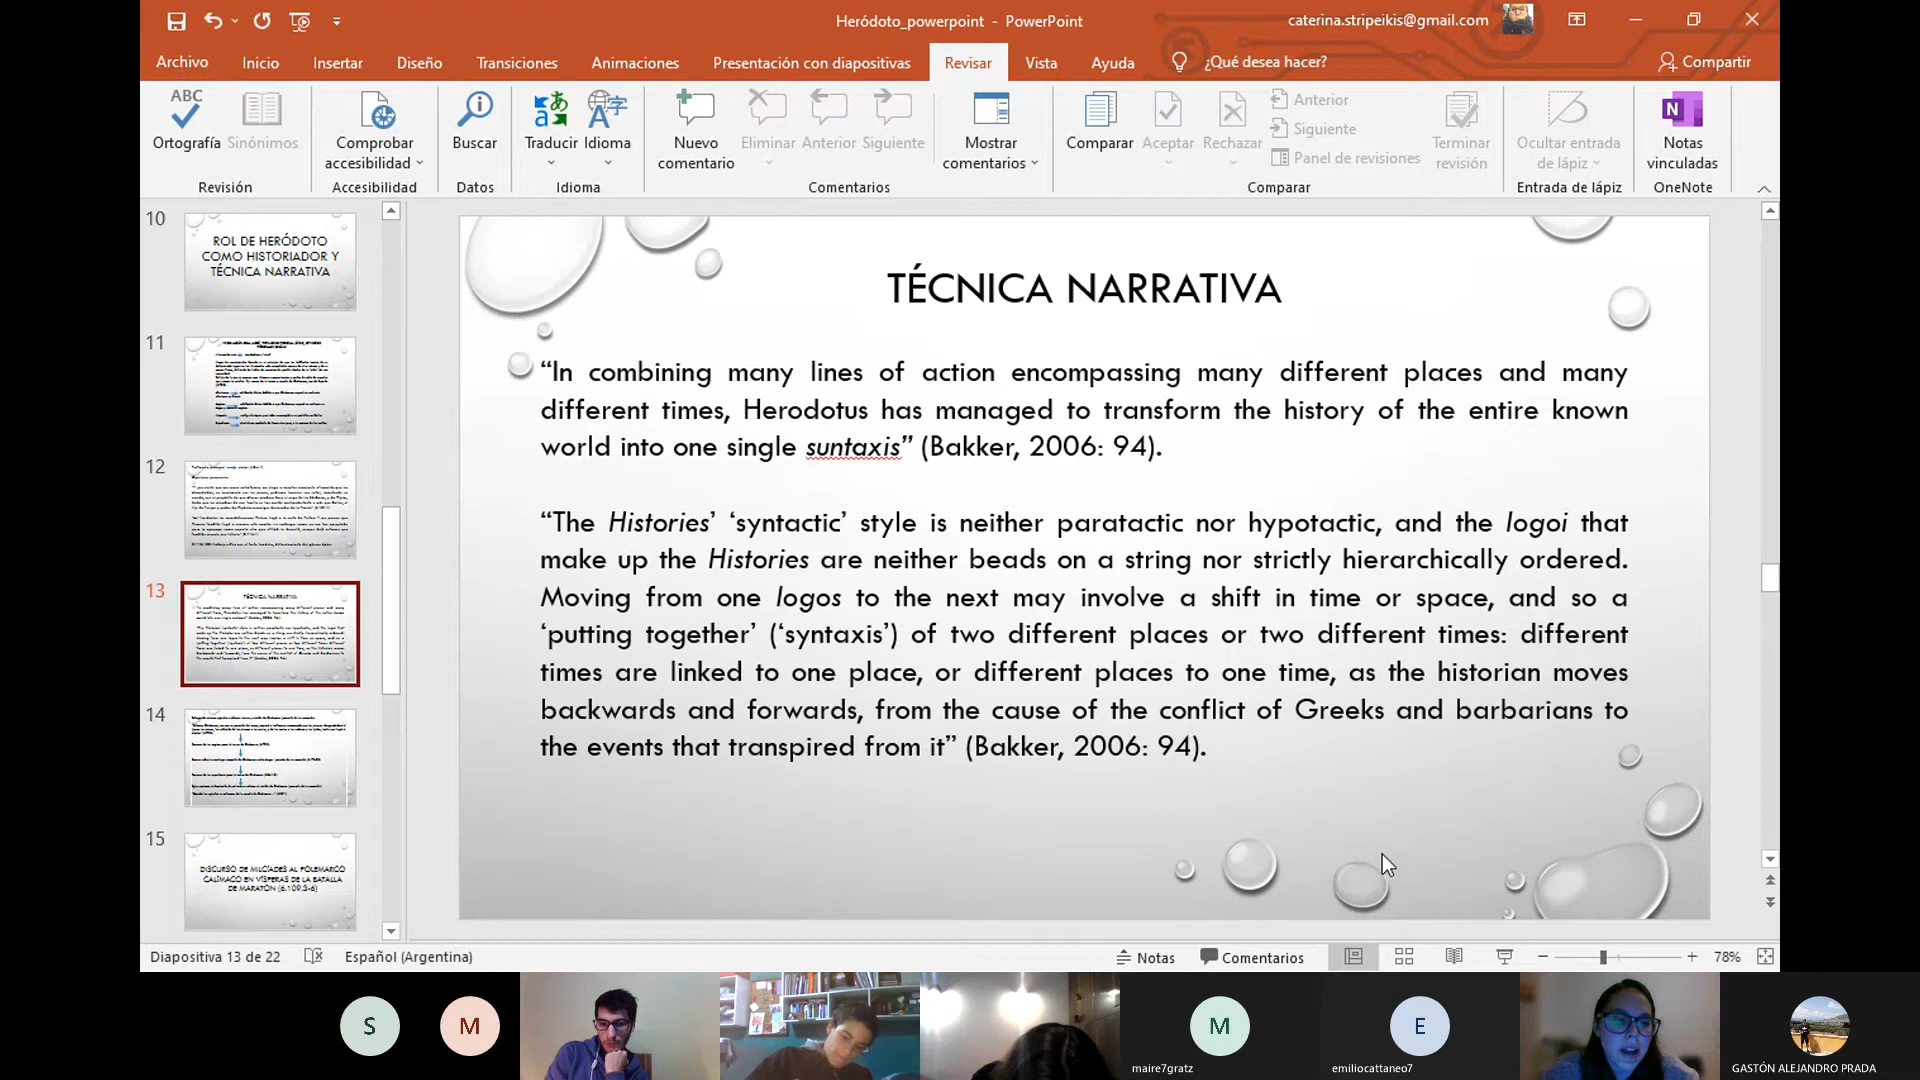 Heródoto_powerpoint - PowerPoint
caterina.stripeikis@gmail.com
Archivo Inicio Insertar Diseño Transiciones Animaciones Presentación con diapositivas Revisar Vista Ayuda ¿Qué desea hacer? Compartir
ABC
Ortografía Sinónimos
Revisión
Comprobar
accesibilidad
Accesibilidad
Buscar
Datos
Traducir Idioma
Idioma
Nuevo
comentario
Eliminar Anterior Siguiente
Mostrar
comentarios
Comentarios
Comparar Aceptar Rechazar
Anterior
Siguiente
Panel de revisiones
Terminar
revisión
Comparar
Ocultar entrada
de lápiz
Entrada de lápiz
Notas
vinculadas
OneNote
10
ROL DE HERÓDOTO
COMO HISTORIADOR Y
TÉCNICA NARRATIVA
11
12
13
TÉCNICA NARRATIVA
14
15
DISCURSO DE MILCÍADES AL POLEMARCO
CALÍMACO EN VÍSPERAS DE LA BATALLA
DE MARATÓN (6.109.3-6)
TÉCNICA NARRATIVA
“In combining many lines of action encompassing many different places and many
different times, Herodotus has managed to transform the history of the entire known
world into one single suntaxis” (Bakker, 2006: 94).
“The Histories’ ‘syntactic’ style is neither paratactic nor hypotactic, and the logoi that
make up the Histories are neither beads on a string nor strictly hierarchically ordered.
Moving from one logos to the next may involve a shift in time or space, and so a
‘putting together’ (‘syntaxis’) of two different places or two different times: different
times are linked to one place, or different places to one time, as the historian moves
backwards and forwards, from the cause of the conflict of Greeks and barbarians to
the events that transpired from it” (Bakker, 2006: 94).
Diapositiva 13 de 22 Español (Argentina) Notas Comentarios 78%
S
M
M
maire7gratz
E
emiliocattaneo7
GASTÓN ALEJANDRO PRADA